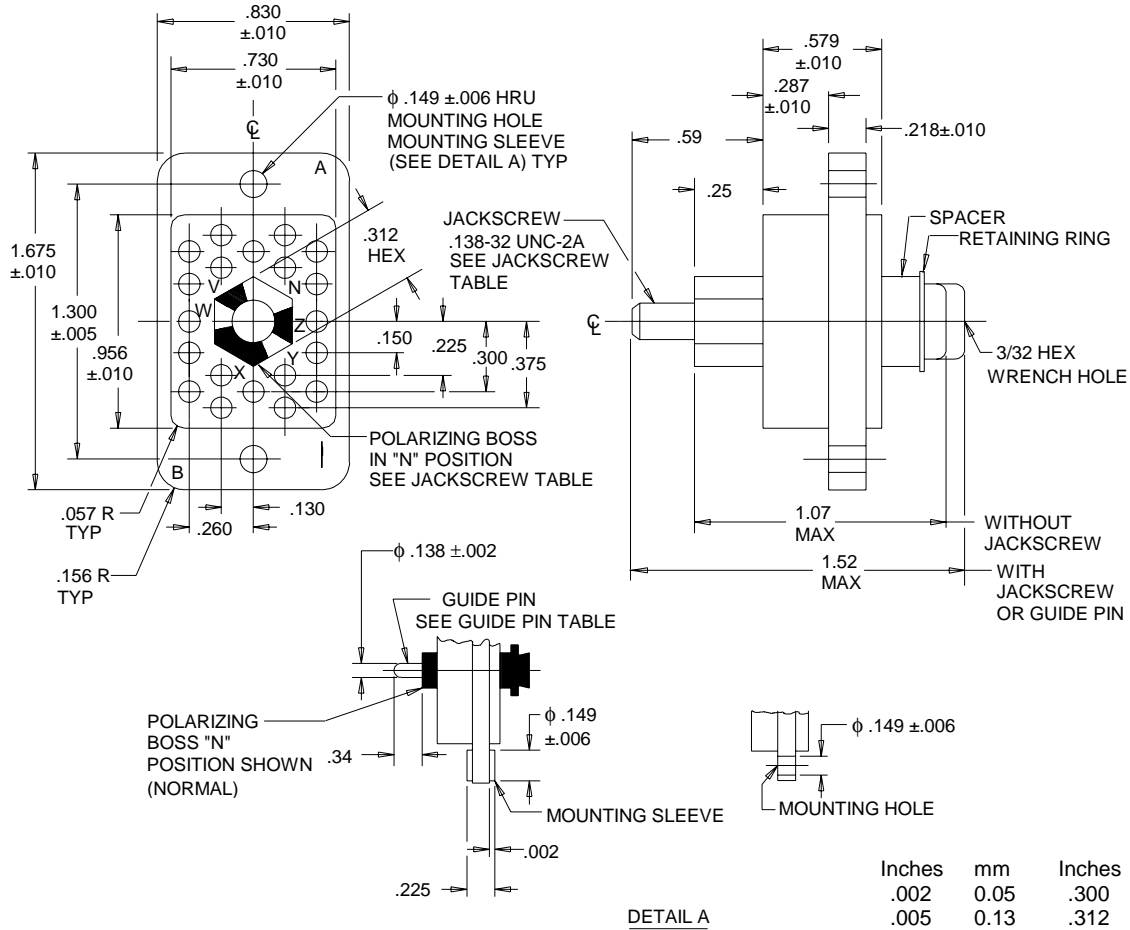 .830
±.010
.730
±.010
ϕ .149 ±.006 HRU
MOUNTING HOLE
MOUNTING SLEEVE
(SEE DETAIL A) TYP
℄
A
1.675
±.010
1.300
±.005
.956
±.010
.312
HEX
V
N
W
Z
X
Y
.150
.225
.300
.375
B
I
POLARIZING BOSS
IN "N" POSITION
SEE JACKSCREW TABLE
.057 R
TYP
.156 R
TYP
.130
.260
.579
±.010
.287
±.010
.218±.010
.59
.25
JACKSCREW
.138-32 UNC-2A
SEE JACKSCREW
TABLE
SPACER
RETAINING RING
℄
3/32 HEX
WRENCH HOLE
1.07
MAX
WITHOUT
JACKSCREW
1.52
MAX
WITH
JACKSCREW
OR GUIDE PIN
ϕ .138 ±.002
GUIDE PIN
SEE GUIDE PIN TABLE
POLARIZING
BOSS "N"
POSITION SHOWN
(NORMAL)
.34
ϕ .149
±.006
MOUNTING SLEEVE
.002
.225
ϕ .149 ±.006
MOUNTING HOLE
DETAIL A
Inches mm Inches
.002 0.05 .300
.005 0.13 .312